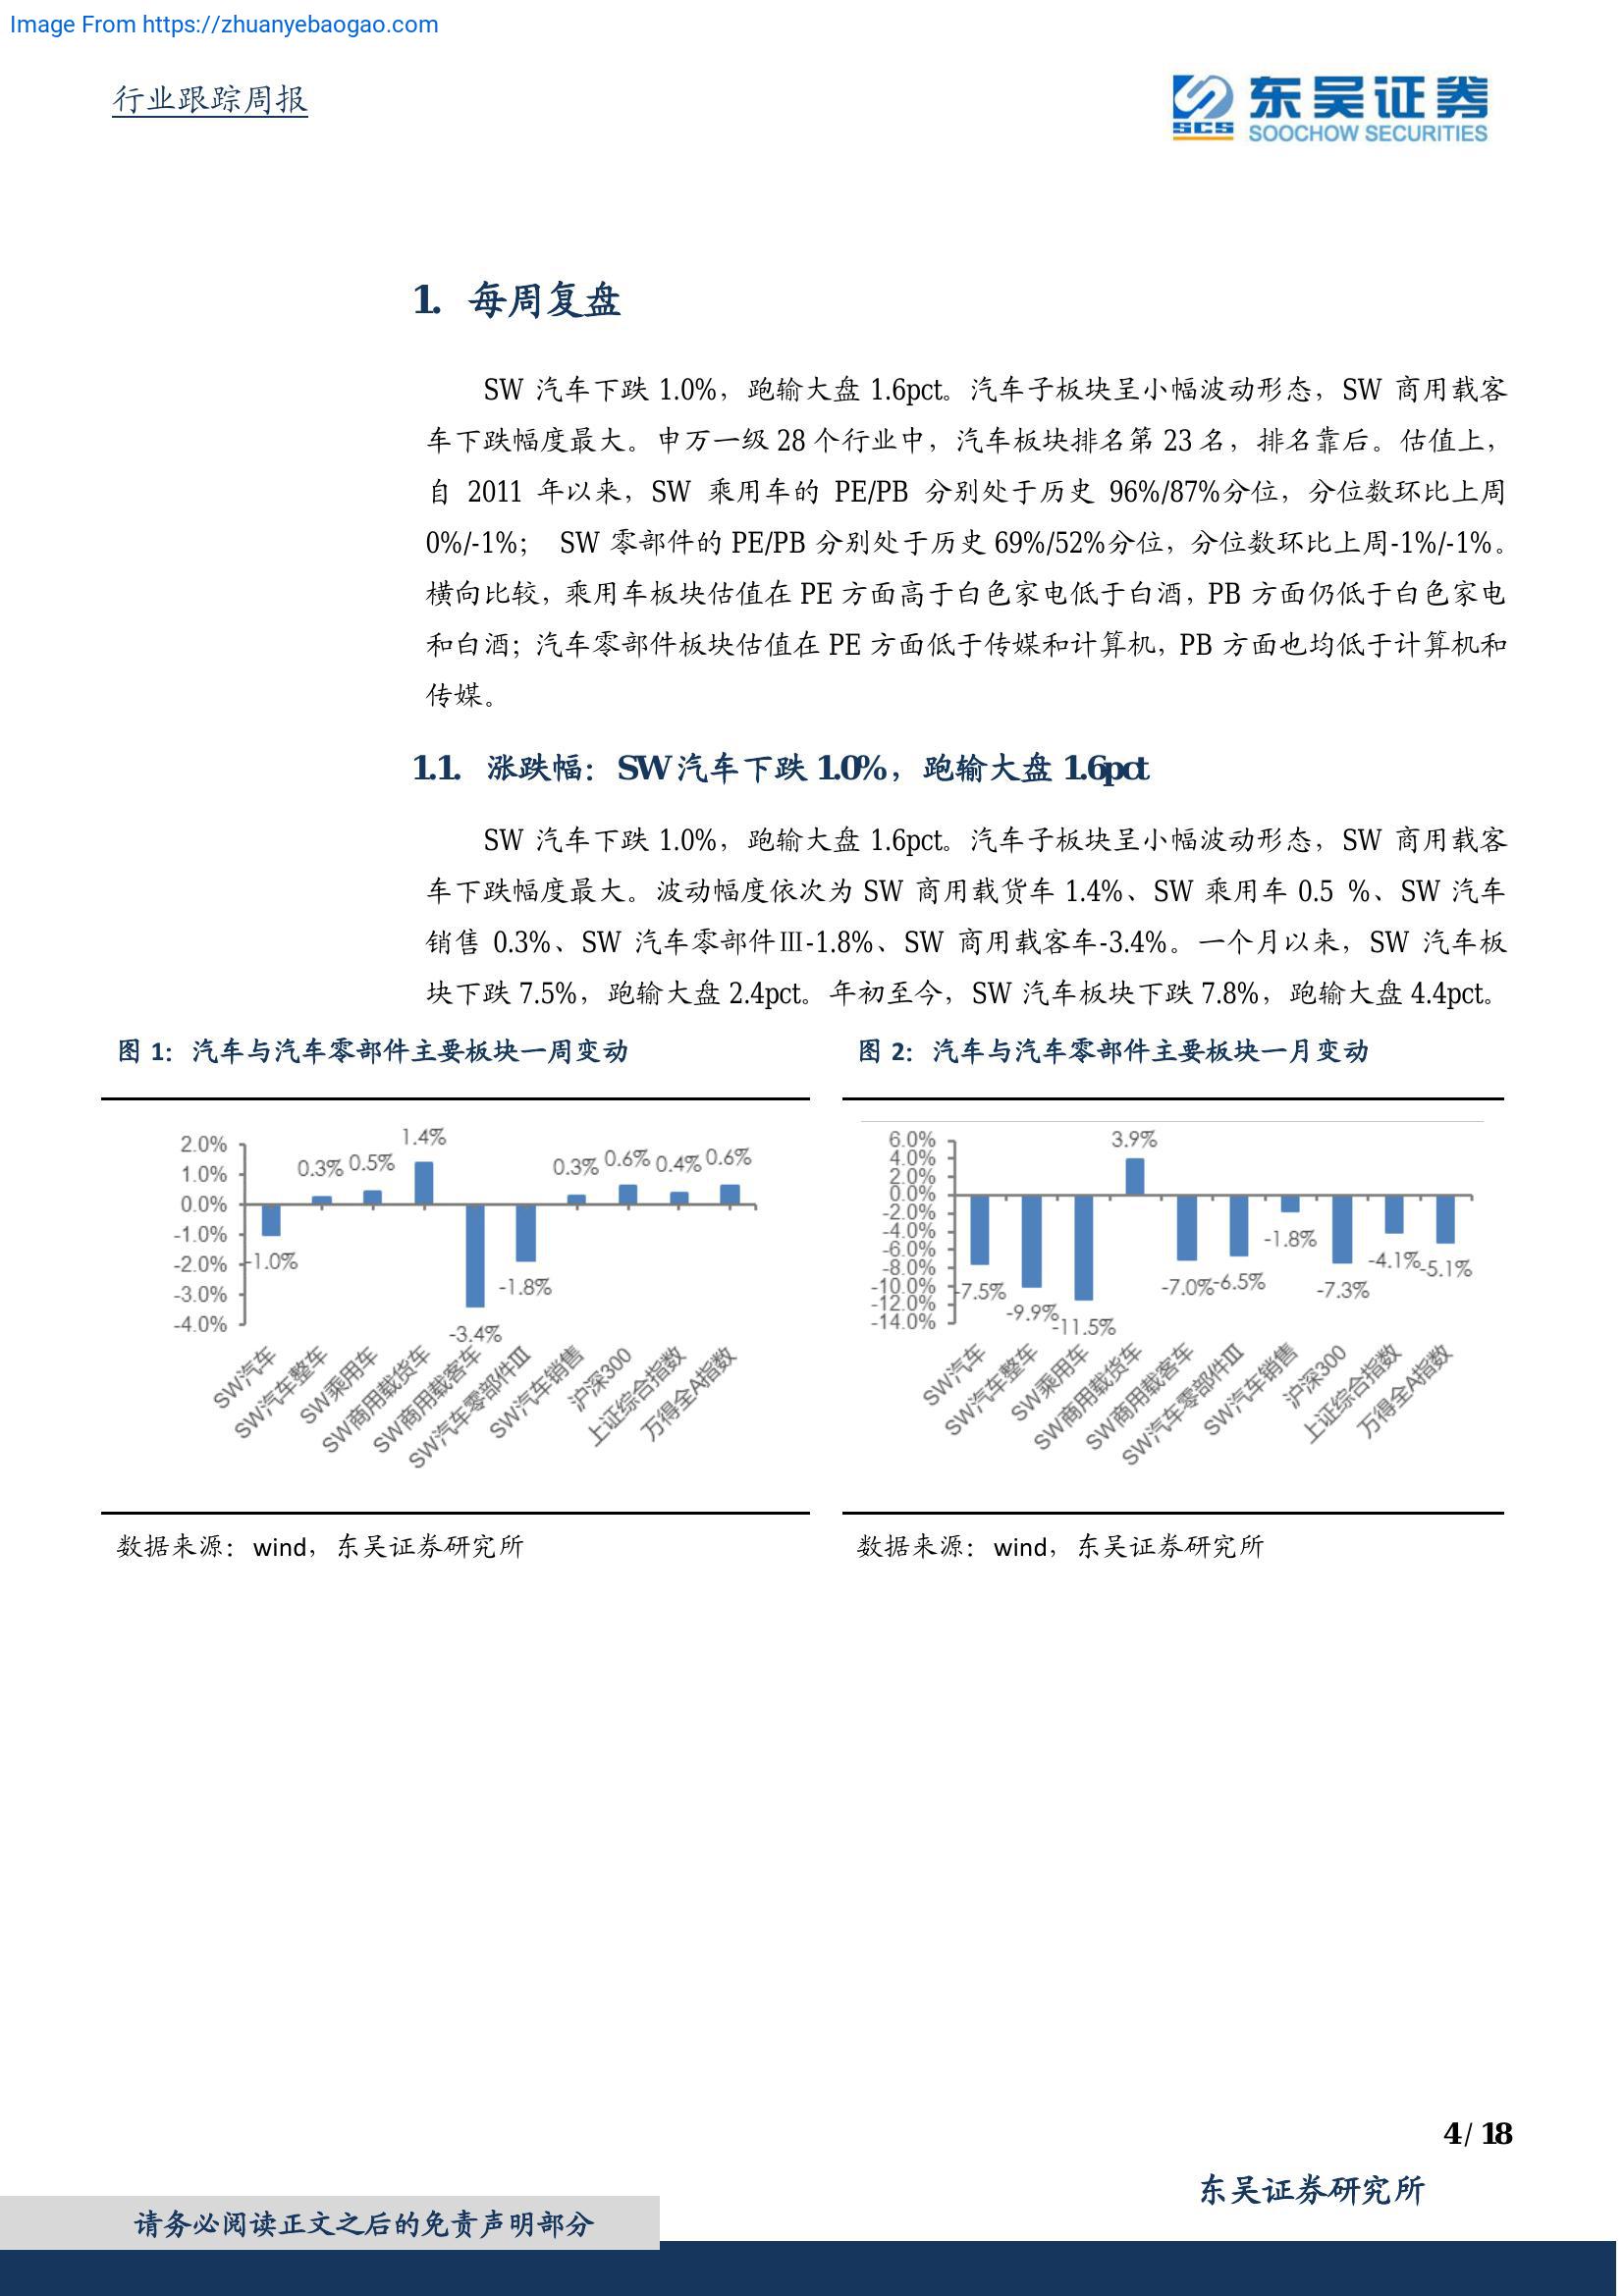 Image From https://zhuanyebaogao.com
行业跟踪周报
SCS
东吴证券
SOOCHOW SECURITIES
1. 每周复盘
SW 汽车下跌 1.0%，跑输大盘 1.6pct。汽车子板块呈小幅波动形态，SW 商用载客
车下跌幅度最大。申万一级 28 个行业中，汽车板块排名第 23 名，排名靠后。估值上，
自 2011 年以来，SW 乘用车的 PE/PB 分别处于历史 96%/87%分位，分位数环比上周
0%/-1%； SW 零部件的 PE/PB 分别处于历史 69%/52%分位，分位数环比上周-1%/-1%。
横向比较，乘用车板块估值在 PE 方面高于白色家电低于白酒，PB 方面仍低于白色家电
和白酒；汽车零部件板块估值在 PE 方面低于传媒和计算机，PB 方面也均低于计算机和
传媒。
1.1. 涨跌幅：SW 汽车下跌 1.0%，跑输大盘 1.6pct
SW 汽车下跌 1.0%，跑输大盘 1.6pct。汽车子板块呈小幅波动形态，SW 商用载客
车下跌幅度最大。波动幅度依次为 SW 商用载货车 1.4%、SW 乘用车 0.5 %、SW 汽车
销售 0.3%、SW 汽车零部件Ⅲ-1.8%、SW 商用载客车-3.4%。一个月以来，SW 汽车板
块下跌 7.5%，跑输大盘 2.4pct。年初至今，SW 汽车板块下跌 7.8%，跑输大盘 4.4pct。
图 1：汽车与汽车零部件主要板块一周变动
2.0%
1.0%
0.0%
-1.0%
-2.0%
-3.0%
-4.0%
-1.0%
0.3%
0.5%
1.4%
-3.4%
-1.8%
0.3%
0.6%
0.4%
0.6%
SW汽车
SW汽车整车
SW乘用车
SW商用载货车
SW商用载客车
SW汽车零部件Ⅲ
SW汽车销售
沪深300
上证综合指数
万得全A指数
数据来源：wind，东吴证券研究所
图 2：汽车与汽车零部件主要板块一月变动
6.0%
4.0%
2.0%
0.0%
-2.0%
-4.0%
-6.0%
-8.0%
-10.0%
-12.0%
-14.0%
-7.5%
-9.9%
-11.5%
3.9%
-7.0%
-6.5%
-1.8%
-7.3%
-4.1%
-5.1%
SW汽车
SW汽车整车
SW乘用车
SW商用载货车
SW商用载客车
SW汽车零部件Ⅲ
SW汽车销售
沪深300
上证综合指数
万得全A指数
数据来源：wind，东吴证券研究所
4 / 18
东吴证券研究所
请务必阅读正文之后的免责声明部分